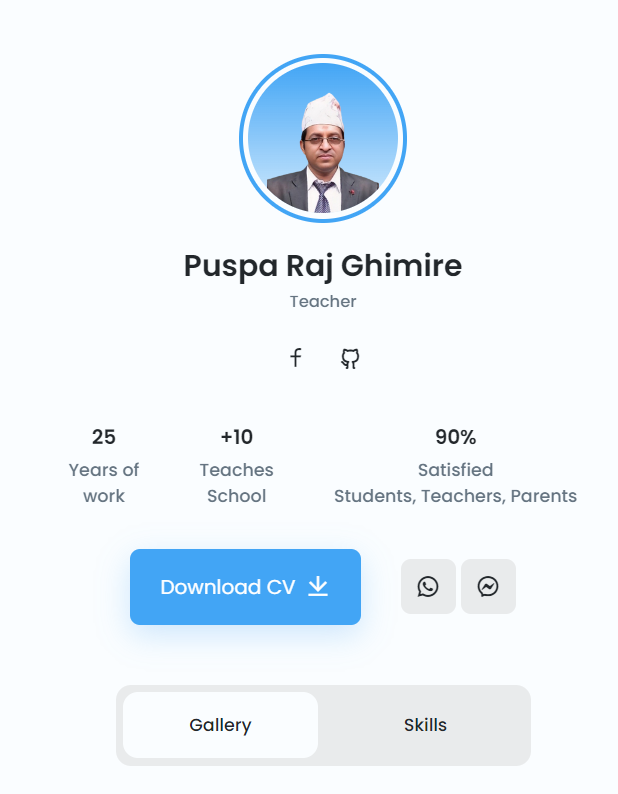 Puspa Raj Ghimire
Teacher
25
Years of
work
+10
Teaches
School
90%
Satisfied
Students, Teachers, Parents
Download CV
Gallery
Skills